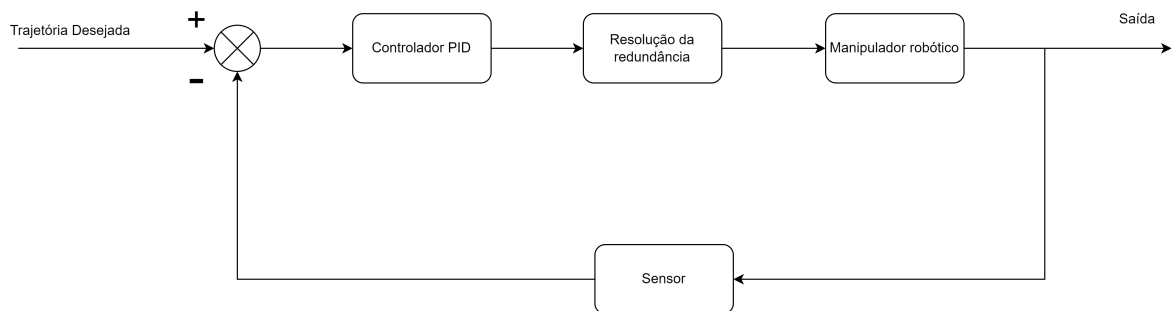 Trajetória Desejada
+
-
Controlador PID
Resolução da
redundância
Manipulador robótico
Saída
Sensor